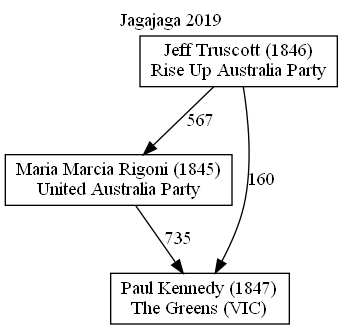 Jagajaga 2019
Jeff Truscott (1846)
Rise Up Australia Party
567
Maria Marcia Rigoni (1845)
United Australia Party
160
735
Paul Kennedy (1847)
The Greens (VIC)